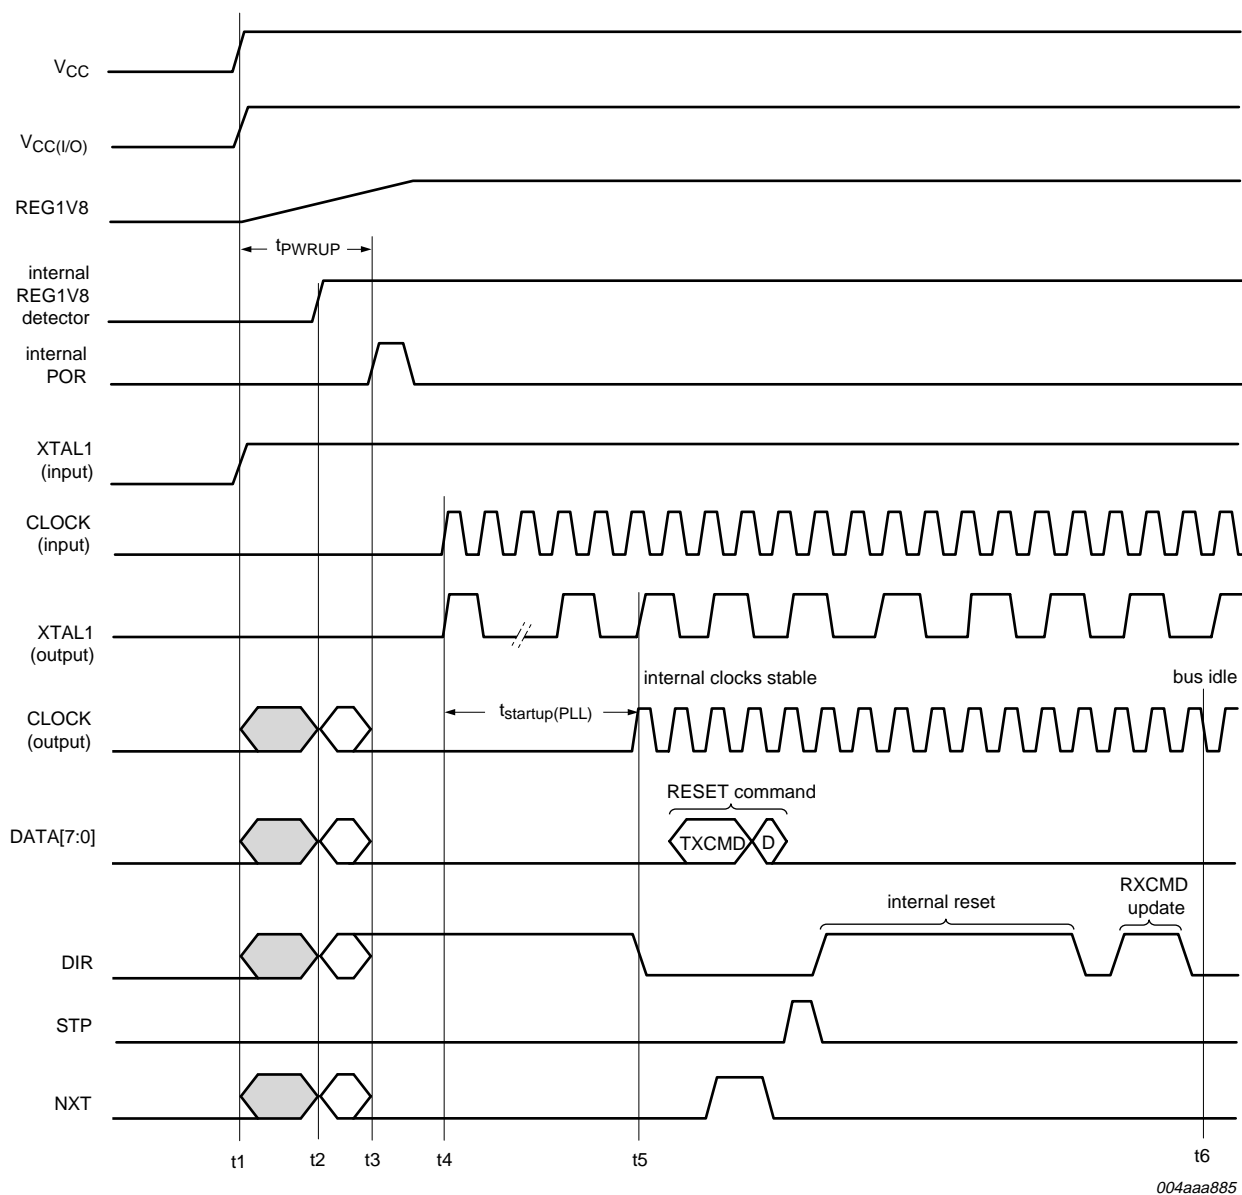 VCC
VCC(I/O)
REG1V8
tPWRUP
internal
REG1V8
detector
internal
POR
XTAL1
(input)
CLOCK
(input)
XTAL1
(output)
internal clocks stable
bus idle
CLOCK
(output)
tstartup(PLL)
RESET command
DATA[7:0]
TXCMD
D
internal reset
RXCMD
update
DIR
STP
NXT
t1
t2
t3
t4
t5
t6
004aaa885